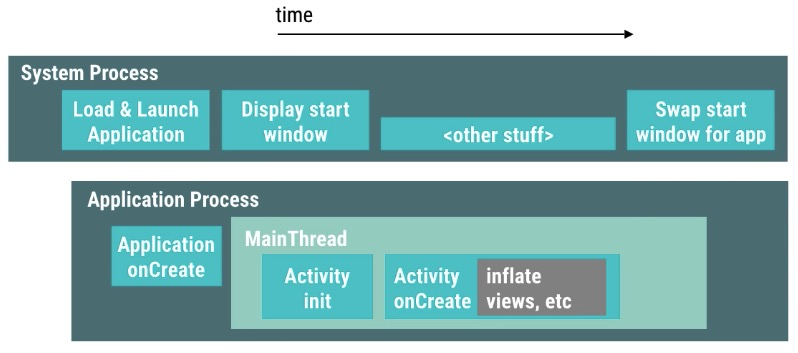 time
System Process
Load & Launch
Application
Display start
window
<other stuff>
Swap start
window for app
Application Process
Application
onCreate
MainThread
Activity
init
Activity
onCreate
inflate
views, etc